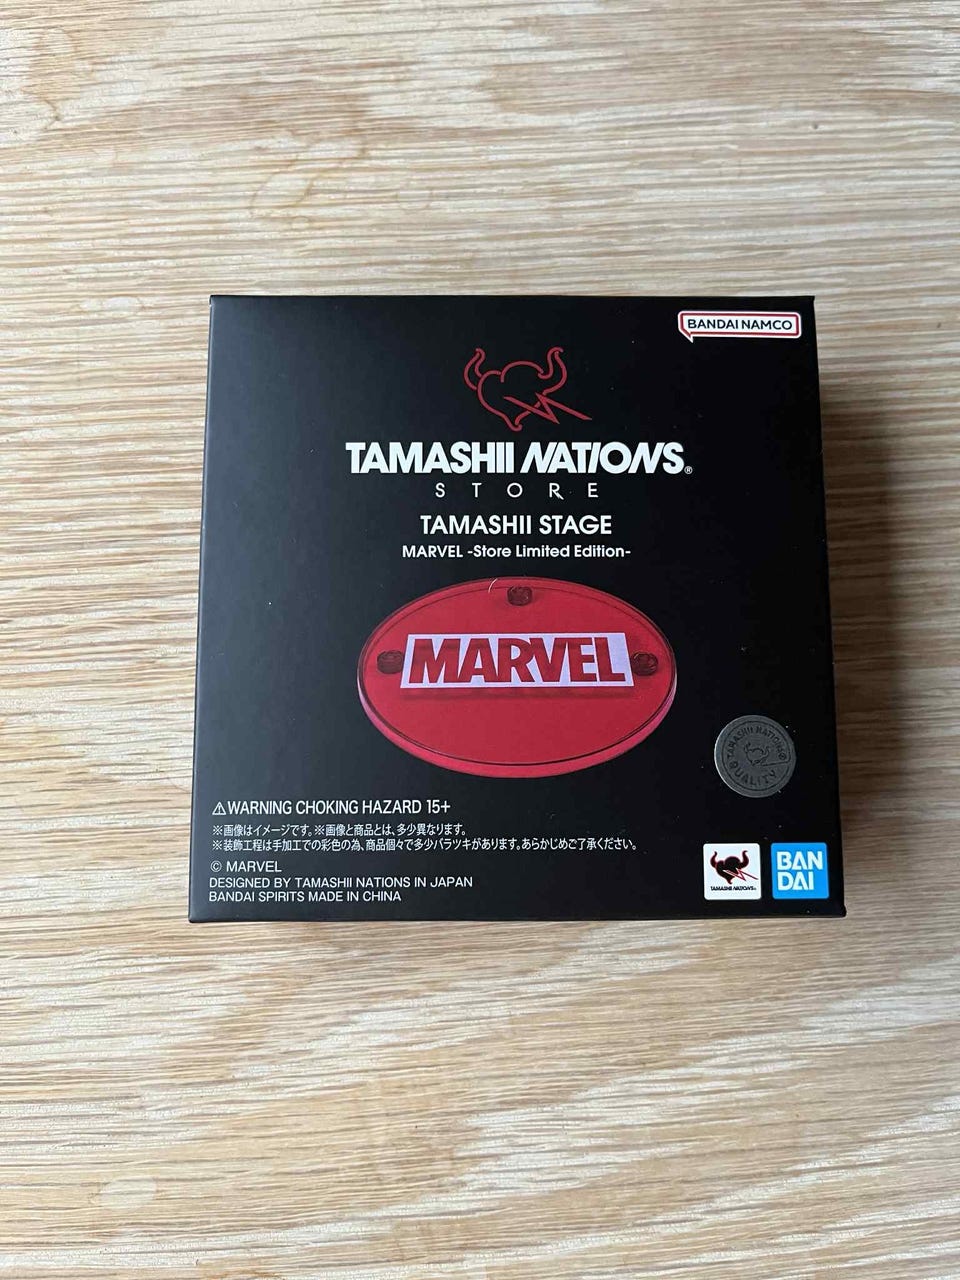 BANDAI NAMCO
TAMASHII NATIONS®
STORE
TAMASHII STAGE
MARVEL -Store Limited Edition-
MARVEL
TAMASHII NATIONS
QUALITY
⚠WARNING CHOKING HAZARD 15+
※画像はイメージです。※画像と商品とは、多少異なります。
※装飾工程は手加工での彩色の為、商品個々で多少バラツキがあります。あらかじめご了承ください。
© MARVEL
DESIGNED BY TAMASHII NATIONS IN JAPAN
BANDAI SPIRITS MADE IN CHINA
TAMASHII NATIONS®
BAN
DAI